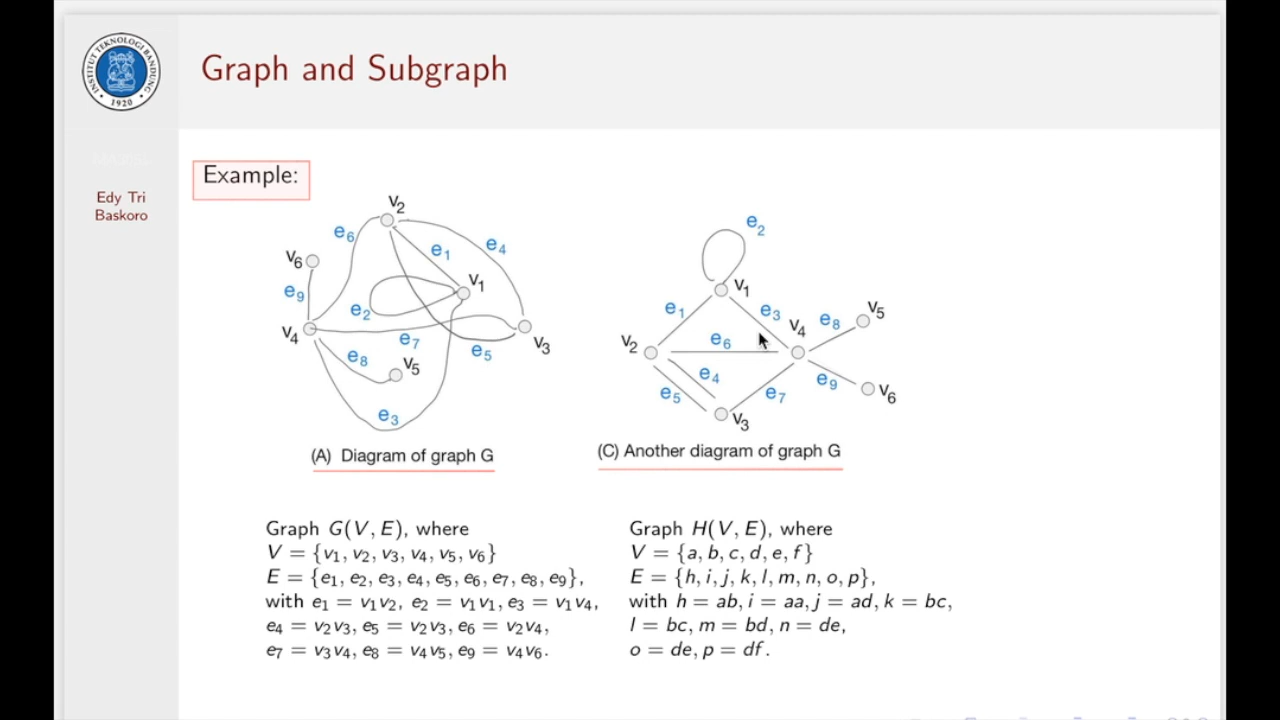 INSTITUT TEKNOLOGI BANDUNG
1920
Graph and Subgraph
Edy Tri
Baskoro
Example:
v2
e6
e4
e1
v6
v1
e9
e2
v4
e7
e5
v3
e8
v5
e3
(A) Diagram of graph G
e2
v1
e1
e3
v5
v4
e8
v2
e6
e4
e9
e5
e7
v6
v3
(C) Another diagram of graph G
Graph G(V, E), where
V = {v1, v2, v3, v4, v5, v6}
E = {e1, e2, e3, e4, e5, e6, e7, e8, e9},
with e1 = v1v2, e2 = v1v1, e3 = v1v4,
e4 = v2v3, e5 = v2v3, e6 = v2v4,
e7 = v3v4, e8 = v4v5, e9 = v4v6.
Graph H(V, E), where
V = {a, b, c, d, e, f}
E = {h, i, j, k, l, m, n, o, p},
with h = ab, i = aa, j = ad, k = bc,
l = bc, m = bd, n = de,
o = de, p = df.